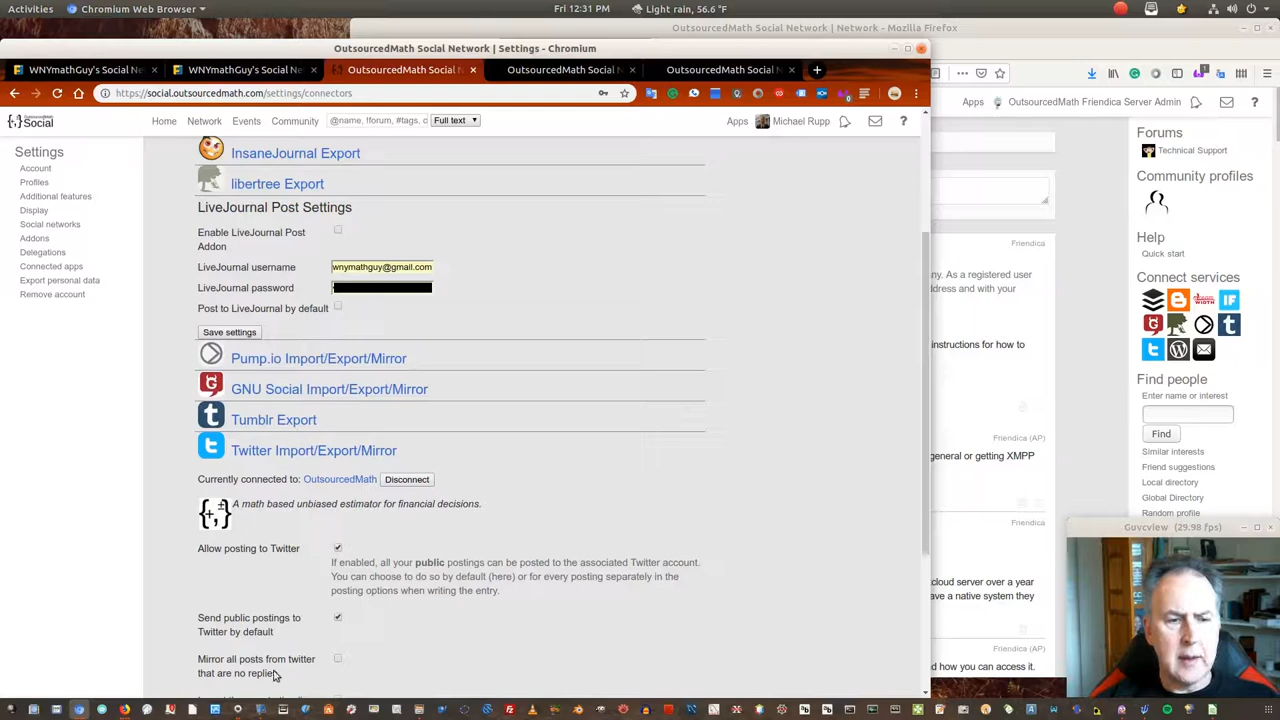 Activities
Chromium Web Browser
Fri 12:31
Light rain, 56.6 °F
OutsourcedMath Social Network | Network - Mozilla Firefox
OutsourcedMath Social Network | Settings - Chromium
WNYmathGuy's Social Ne
WNYmathGuy's Social Ne
OutsourcedMath Social N
OutsourcedMath Social N
OutsourcedMath Social N
https://social.outsourcedmath.com/settings/connectors
Social
Home
Network
Events
Community
@name, !forum, #tags, c
Full text
Apps
Michael Rupp
Apps
OutsourcedMath Friendica Server Admin
Settings
Account
Profiles
Additional features
Display
Social networks
Addons
Delegations
Connected apps
Export personal data
Remove account
InsaneJournal Export
libertree Export
LiveJournal Post Settings
Enable LiveJournal Post
Addon
LiveJournal username
wnymathguy@gmail.com
LiveJournal password
Post to LiveJournal by default
Save settings
Pump.io Import/Export/Mirror
GNU Social Import/Export/Mirror
Tumblr Export
Twitter Import/Export/Mirror
Currently connected to: OutsourcedMath
Disconnect
A math based unbiased estimator for financial decisions.
Allow posting to Twitter
If enabled, all your public postings can be posted to the associated Twitter account.
You can choose to do so by default (here) or for every posting separately in the
posting options when writing the entry.
Send public postings to
Twitter by default
Mirror all posts from twitter
that are no replies
Friendica
ny. As a registered user
ddress and with your
instructions for how to
Friendica (AP)
general or getting XMPP
Friendica
cloud server over a year
ave a native system they
Friendica (AP)
nd how you can access it.
Forums
Technical Support
Community profiles
Help
Quick start
Connect services
Find people
Enter name or interest
Find
Similar interests
Friend suggestions
Local directory
Global Directory
Random profile
Guvcview (29.98 fps)